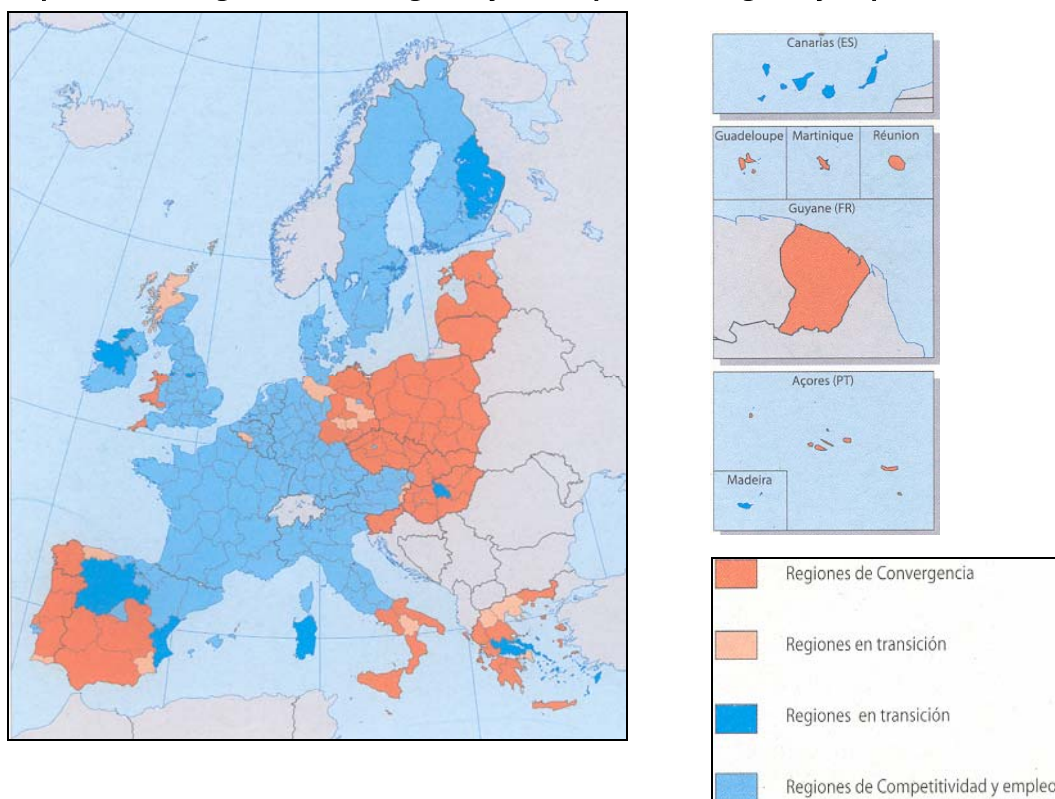 Canarias (ES)
Guadeloupe
Martinique
Réunion
Guyane (FR)
Açores (PT)
Madeira
Regiones de Convergencia
Regiones en transición
Regiones en transición
Regiones de Competitividad y empleo